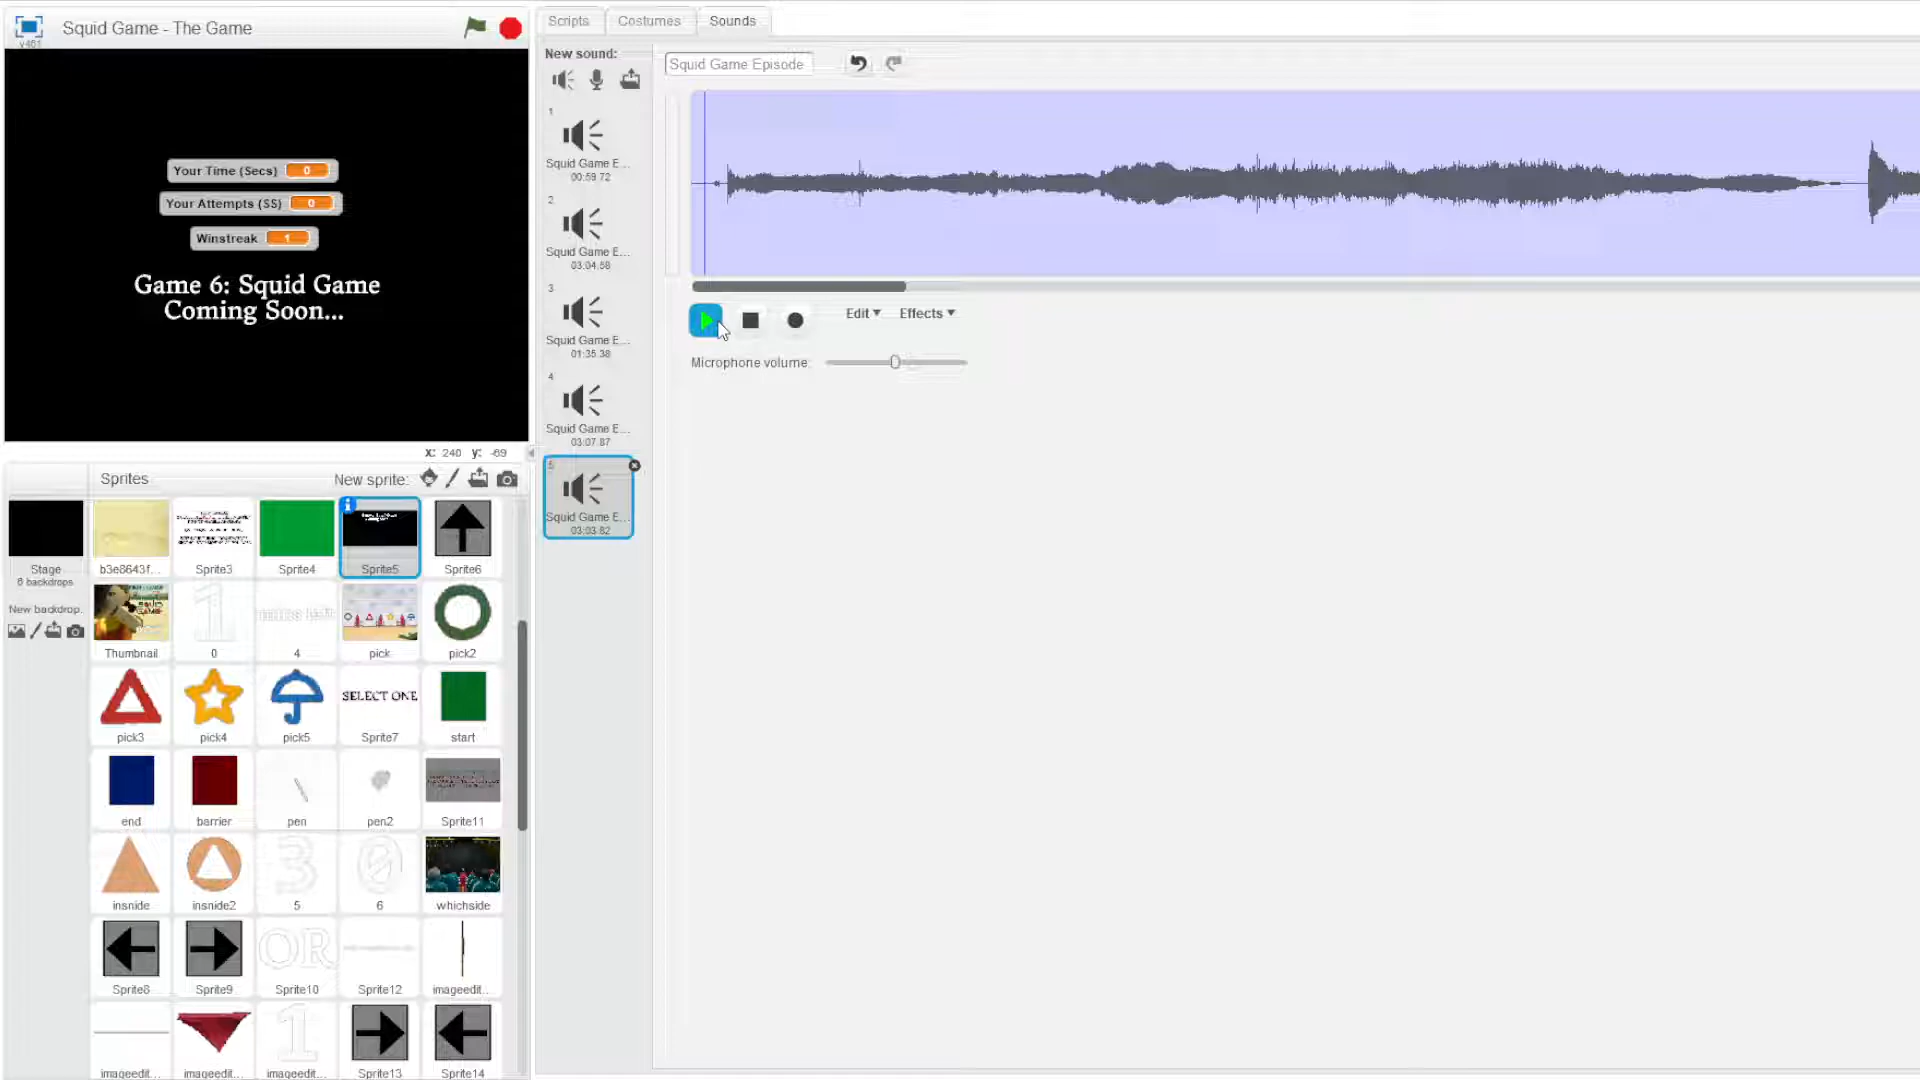 Squid Game - The Game
v461
Scripts
Costumes
Sounds
New sound:
Squid Game Episode
1
Squid Game E...
00:59.72
2
Squid Game E...
03:04.58
3
Squid Game E...
01:35.38
4
Squid Game E...
03:07.87
5
Squid Game E...
03:03.82
Edit
Effects
Microphone volume:
Your Time (Secs) 0
Your Attempts (SS) 0
Winstreak 1
Game 6: Squid Game
Coming Soon...
x: 240 y: -69
Sprites
New sprite:
Stage
6 backdrops
New backdrop:
b3e8643f...
Sprite3
Sprite4
Sprite5
Sprite6
Thumbnail
0
4
pick
pick2
SELECT ONE
pick3
pick4
pick5
Sprite7
start
end
barrier
pen
pen2
Sprite11
3
0
insnide
insnide2
5
6
whichside
OR
Sprite8
Sprite9
Sprite10
Sprite12
imageedit...
1
imageedit...
imageedit...
imageedit...
Sprite13
Sprite14